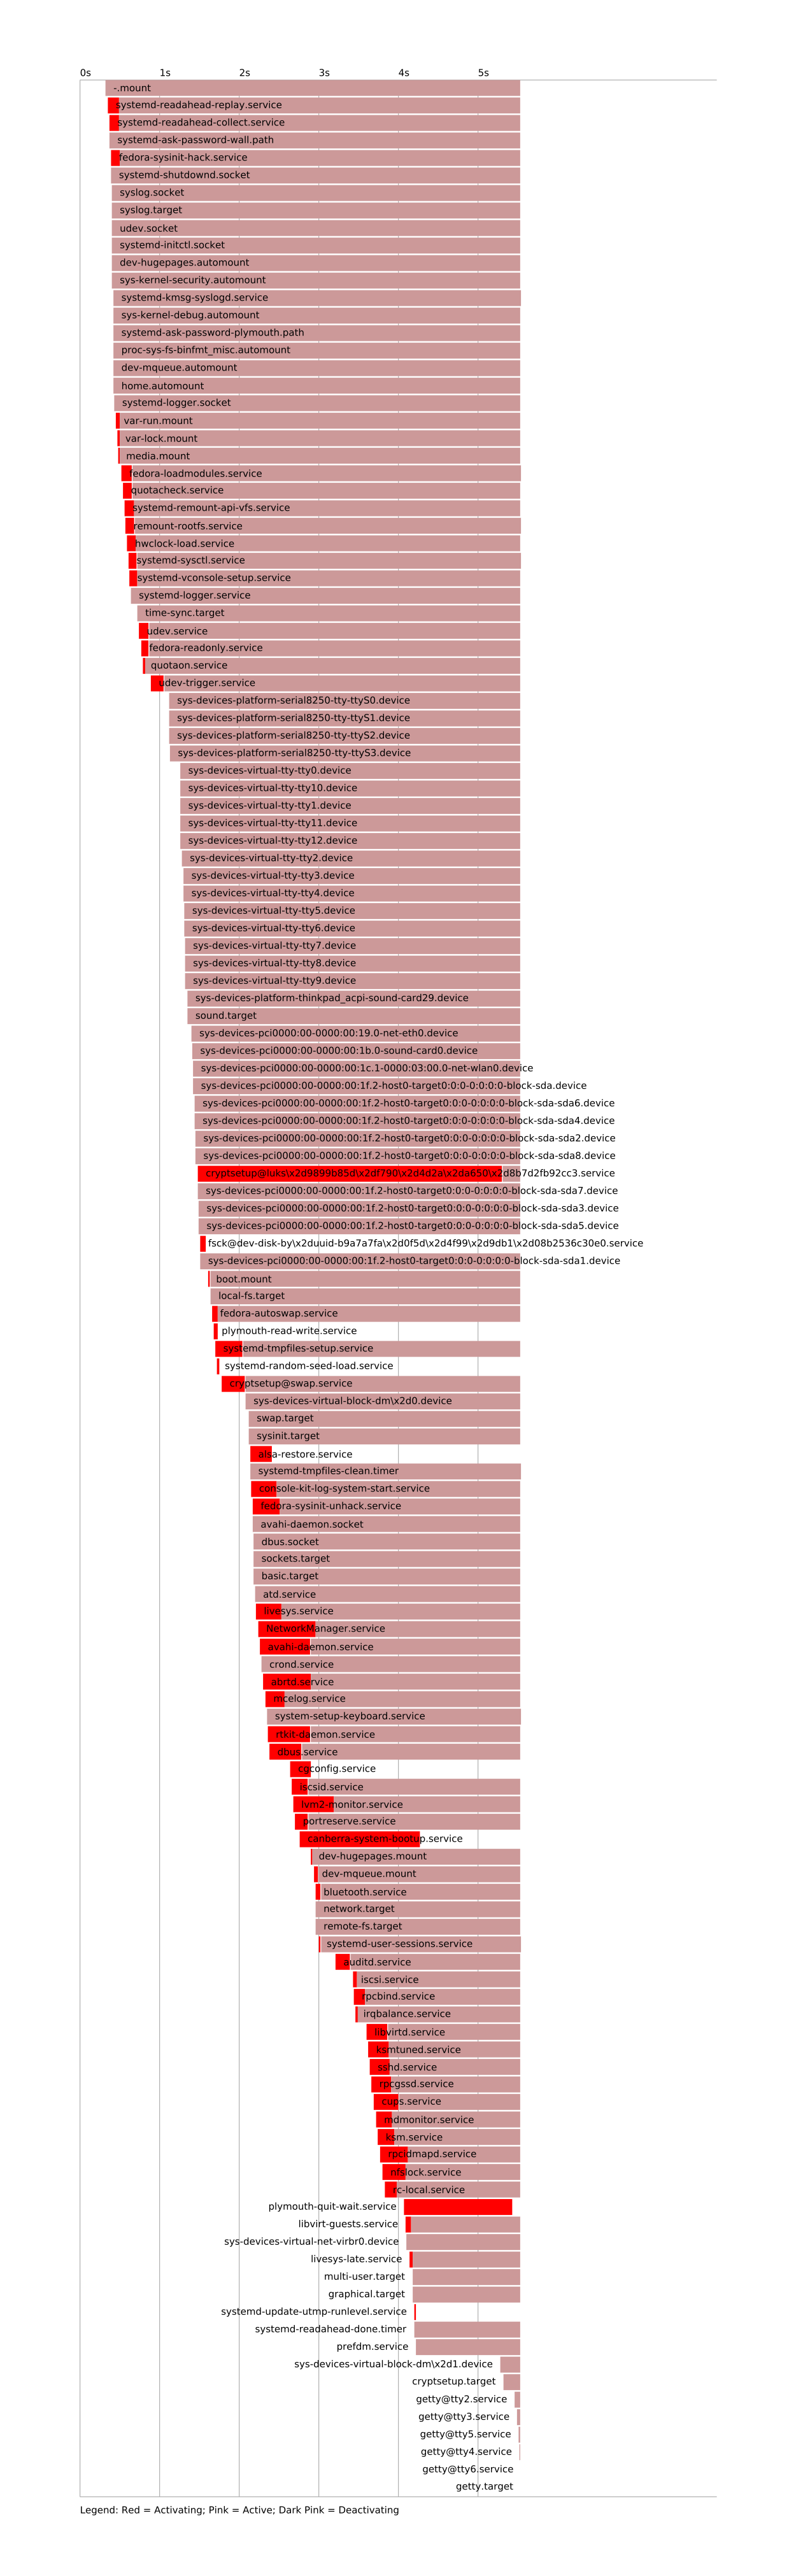 0s 1s 2s 3s 4s 5s
-.mount
systemd-readahead-replay.service
systemd-readahead-collect.service
systemd-ask-password-wall.path
fedora-sysinit-hack.service
systemd-shutdownd.socket
syslog.socket
syslog.target
udev.socket
systemd-initctl.socket
dev-hugepages.automount
sys-kernel-security.automount
systemd-kmsg-syslogd.service
sys-kernel-debug.automount
systemd-ask-password-plymouth.path
proc-sys-fs-binfmt_misc.automount
dev-mqueue.automount
home.automount
systemd-logger.socket
var-run.mount
var-lock.mount
media.mount
fedora-loadmodules.service
quotacheck.service
systemd-remount-api-vfs.service
remount-rootfs.service
hwclock-load.service
systemd-sysctl.service
systemd-vconsole-setup.service
systemd-logger.service
time-sync.target
udev.service
fedora-readonly.service
quotaon.service
udev-trigger.service
sys-devices-platform-serial8250-tty-ttyS0.device
sys-devices-platform-serial8250-tty-ttyS1.device
sys-devices-platform-serial8250-tty-ttyS2.device
sys-devices-platform-serial8250-tty-ttyS3.device
sys-devices-virtual-tty-tty0.device
sys-devices-virtual-tty-tty10.device
sys-devices-virtual-tty-tty1.device
sys-devices-virtual-tty-tty11.device
sys-devices-virtual-tty-tty12.device
sys-devices-virtual-tty-tty2.device
sys-devices-virtual-tty-tty3.device
sys-devices-virtual-tty-tty4.device
sys-devices-virtual-tty-tty5.device
sys-devices-virtual-tty-tty6.device
sys-devices-virtual-tty-tty7.device
sys-devices-virtual-tty-tty8.device
sys-devices-virtual-tty-tty9.device
sys-devices-platform-thinkpad_acpi-sound-card29.device
sound.target
sys-devices-pci0000:00-0000:00:19.0-net-eth0.device
sys-devices-pci0000:00-0000:00:1b.0-sound-card0.device
sys-devices-pci0000:00-0000:00:1c.1-0000:03:00.0-net-wlan0.device
sys-devices-pci0000:00-0000:00:1f.2-host0-target0:0:0-0:0:0:0-block-sda.device
sys-devices-pci0000:00-0000:00:1f.2-host0-target0:0:0-0:0:0:0-block-sda-sda6.device
sys-devices-pci0000:00-0000:00:1f.2-host0-target0:0:0-0:0:0:0-block-sda-sda4.device
sys-devices-pci0000:00-0000:00:1f.2-host0-target0:0:0-0:0:0:0-block-sda-sda2.device
sys-devices-pci0000:00-0000:00:1f.2-host0-target0:0:0-0:0:0:0-block-sda-sda8.device
cryptsetup@luks\x2d9899b85d\x2df790\x2d4d2a\x2da650\x2d8b7d2fb92cc3.service
sys-devices-pci0000:00-0000:00:1f.2-host0-target0:0:0-0:0:0:0-block-sda-sda7.device
sys-devices-pci0000:00-0000:00:1f.2-host0-target0:0:0-0:0:0:0-block-sda-sda3.device
sys-devices-pci0000:00-0000:00:1f.2-host0-target0:0:0-0:0:0:0-block-sda-sda5.device
fsck@dev-disk-by\x2duuid-b9a7a7fa\x2d0f5d\x2d4f99\x2d9db1\x2d08b2536c30e0.service
sys-devices-pci0000:00-0000:00:1f.2-host0-target0:0:0-0:0:0:0-block-sda-sda1.device
boot.mount
local-fs.target
fedora-autoswap.service
plymouth-read-write.service
systemd-tmpfiles-setup.service
systemd-random-seed-load.service
cryptsetup@swap.service
sys-devices-virtual-block-dm\x2d0.device
swap.target
sysinit.target
alsa-restore.service
systemd-tmpfiles-clean.timer
console-kit-log-system-start.service
fedora-sysinit-unhack.service
avahi-daemon.socket
dbus.socket
sockets.target
basic.target
atd.service
livesys.service
NetworkManager.service
avahi-daemon.service
crond.service
abrtd.service
mcelog.service
system-setup-keyboard.service
rtkit-daemon.service
dbus.service
cgconfig.service
iscsid.service
lvm2-monitor.service
portreserve.service
canberra-system-bootup.service
dev-hugepages.mount
dev-mqueue.mount
bluetooth.service
network.target
remote-fs.target
systemd-user-sessions.service
auditd.service
iscsi.service
rpcbind.service
irqbalance.service
libvirtd.service
ksmtuned.service
sshd.service
rpcgssd.service
cups.service
mdmonitor.service
ksm.service
rpcidmapd.service
nfslock.service
rc-local.service
plymouth-quit-wait.service
libvirt-guests.service
sys-devices-virtual-net-virbr0.device
livesys-late.service
multi-user.target
graphical.target
systemd-update-utmp-runlevel.service
systemd-readahead-done.timer
prefdm.service
sys-devices-virtual-block-dm\x2d1.device
cryptsetup.target
getty@tty2.service
getty@tty3.service
getty@tty5.service
getty@tty4.service
getty@tty6.service
getty.target
Legend: Red = Activating; Pink = Active; Dark Pink = Deactivating